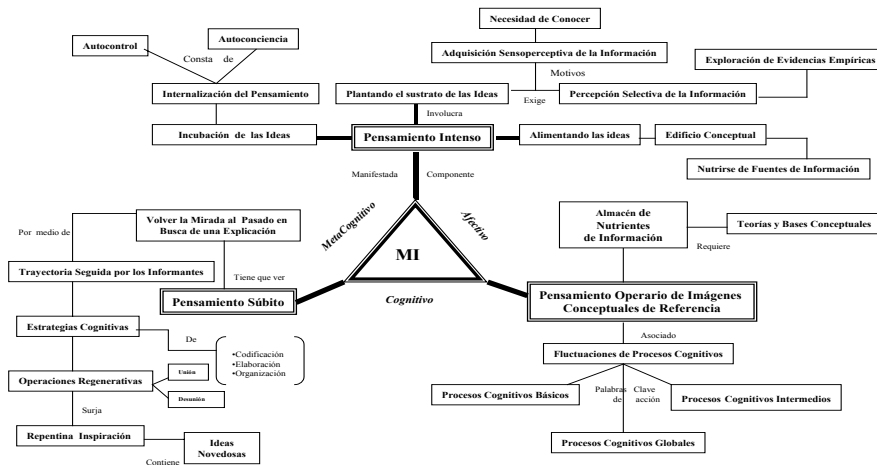 Necesidad de Conocer
Autocontrol
Autoconciencia
Adquisición Sensoperceptiva de la Información
Exploración de Evidencias Empíricas
Consta de
Motivos
Internalización del Pensamiento
Plantando el sustrato de las Ideas
Exige
Percepción Selectiva de la Información
Involucra
Incubación de las Ideas
Pensamiento Intenso
Alimentando las ideas
Edificio Conceptual
Nutrirse de Fuentes de Información
Manifestada
Componente
MetaCognitivo
Afectivo
MI
Cognitivo
Volver la Mirada al Pasado en
Busca de una Explicación
Por medio de
Trayectoria Seguida por los Informantes
Tiene que ver
Pensamiento Súbito
Estrategias Cognitivas
De
•Codificación
•Elaboración
•Organización
Operaciones Regenerativas
Unión
Desunión
Surja
Repentina Inspiración
Contiene
Ideas
Novedosas
Almacén de
Nutrientes
de Información
Teorías y Bases Conceptuales
Requiere
Pensamiento Operario de Imágenes
Conceptuales de Referencia
Asociado
Fluctuaciones de Procesos Cognitivos
Procesos Cognitivos Básicos
Palabras Clave
de acción
Procesos Cognitivos Intermedios
Procesos Cognitivos Globales